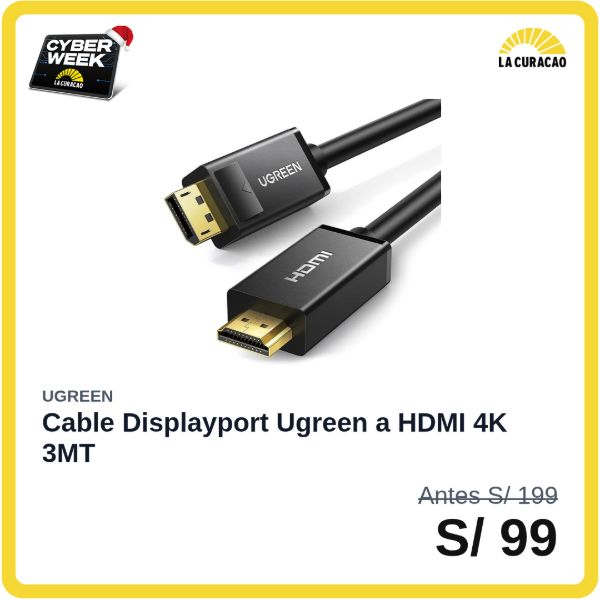 CYBER
WEEK
LA CURACAO
LA CURACAO
UGREEN
HDMI
UGREEN
Cable Displayport Ugreen a HDMI 4K
3MT
Antes S/ 199
S/ 99